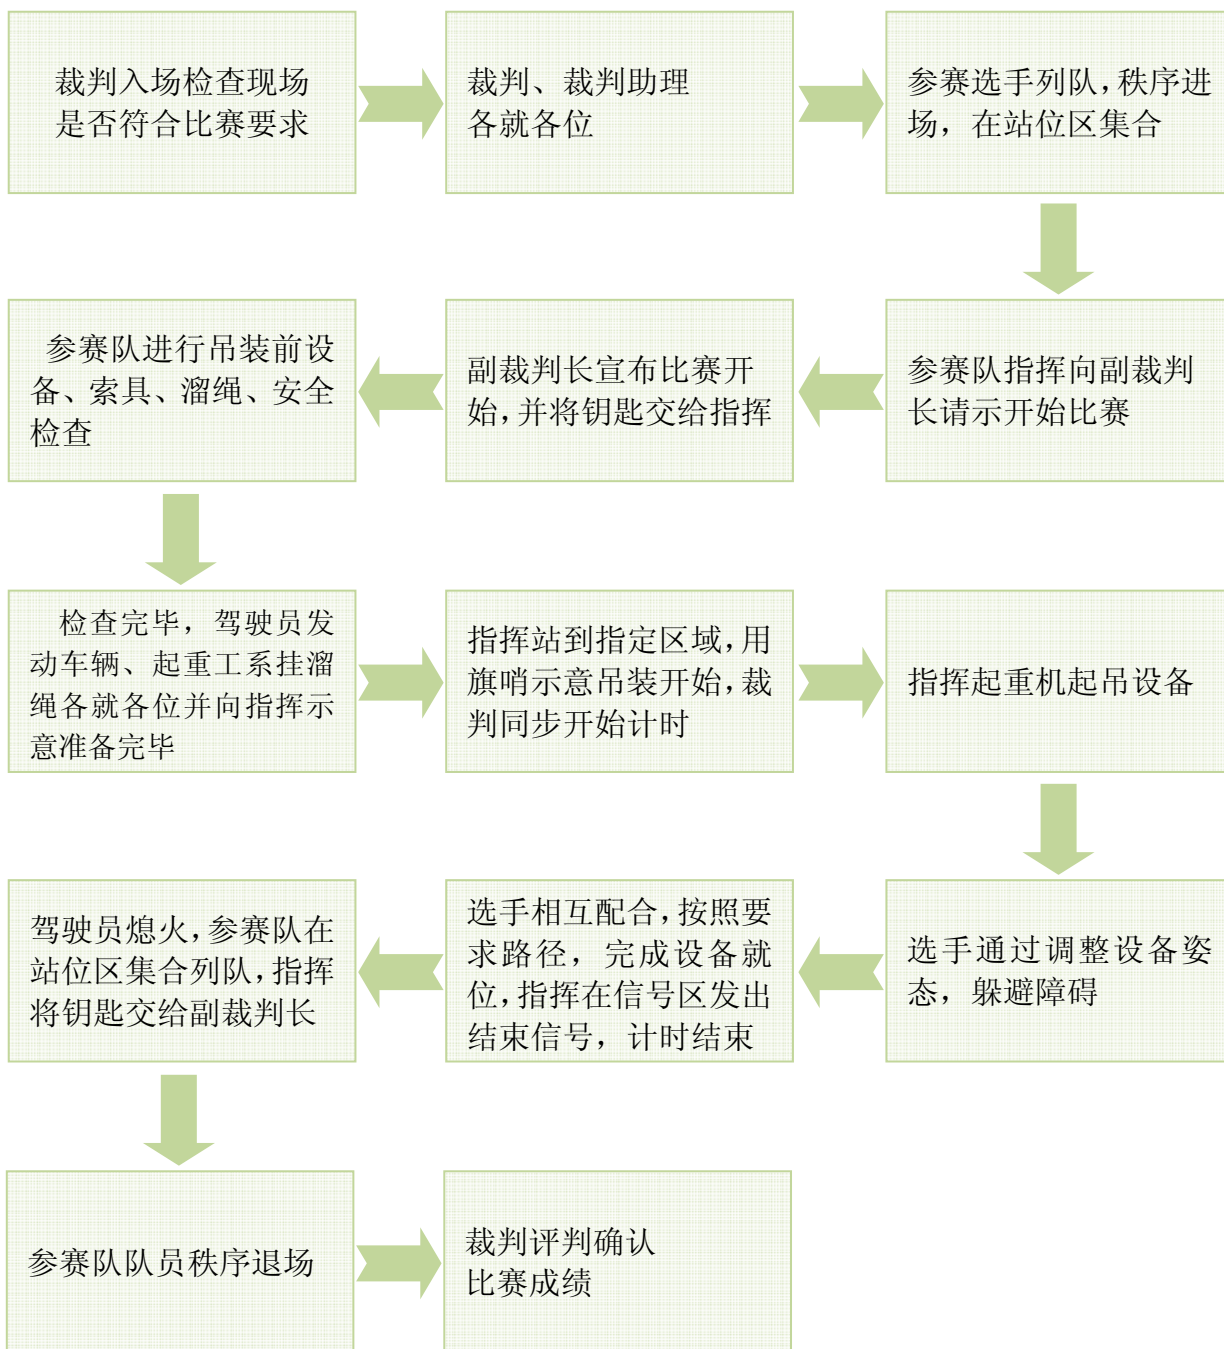 裁判入场检查现场
是否符合比赛要求
裁判、裁判助理
各就各位
参赛选手列队，秩序进
场，在站位区集合
参赛队指挥向副裁判
长请示开始比赛
副裁判长宣布比赛开
始，并将钥匙交给指挥
参赛队进行吊装前设
备、索具、溜绳、安全
检查
检查完毕，驾驶员发
动车辆、起重工系挂溜
绳各就各位并向指挥示
意准备完毕
指挥站到指定区域，用
旗哨示意吊装开始，裁
判同步开始计时
指挥起重机起吊设备
选手通过调整设备姿
态，躲避障碍
选手相互配合，按照要
求路径，完成设备就
位，指挥在信号区发出
结束信号，计时结束
驾驶员熄火，参赛队在
站位区集合列队，指挥
将钥匙交给副裁判长
参赛队队员秩序退场
裁判评判确认
比赛成绩